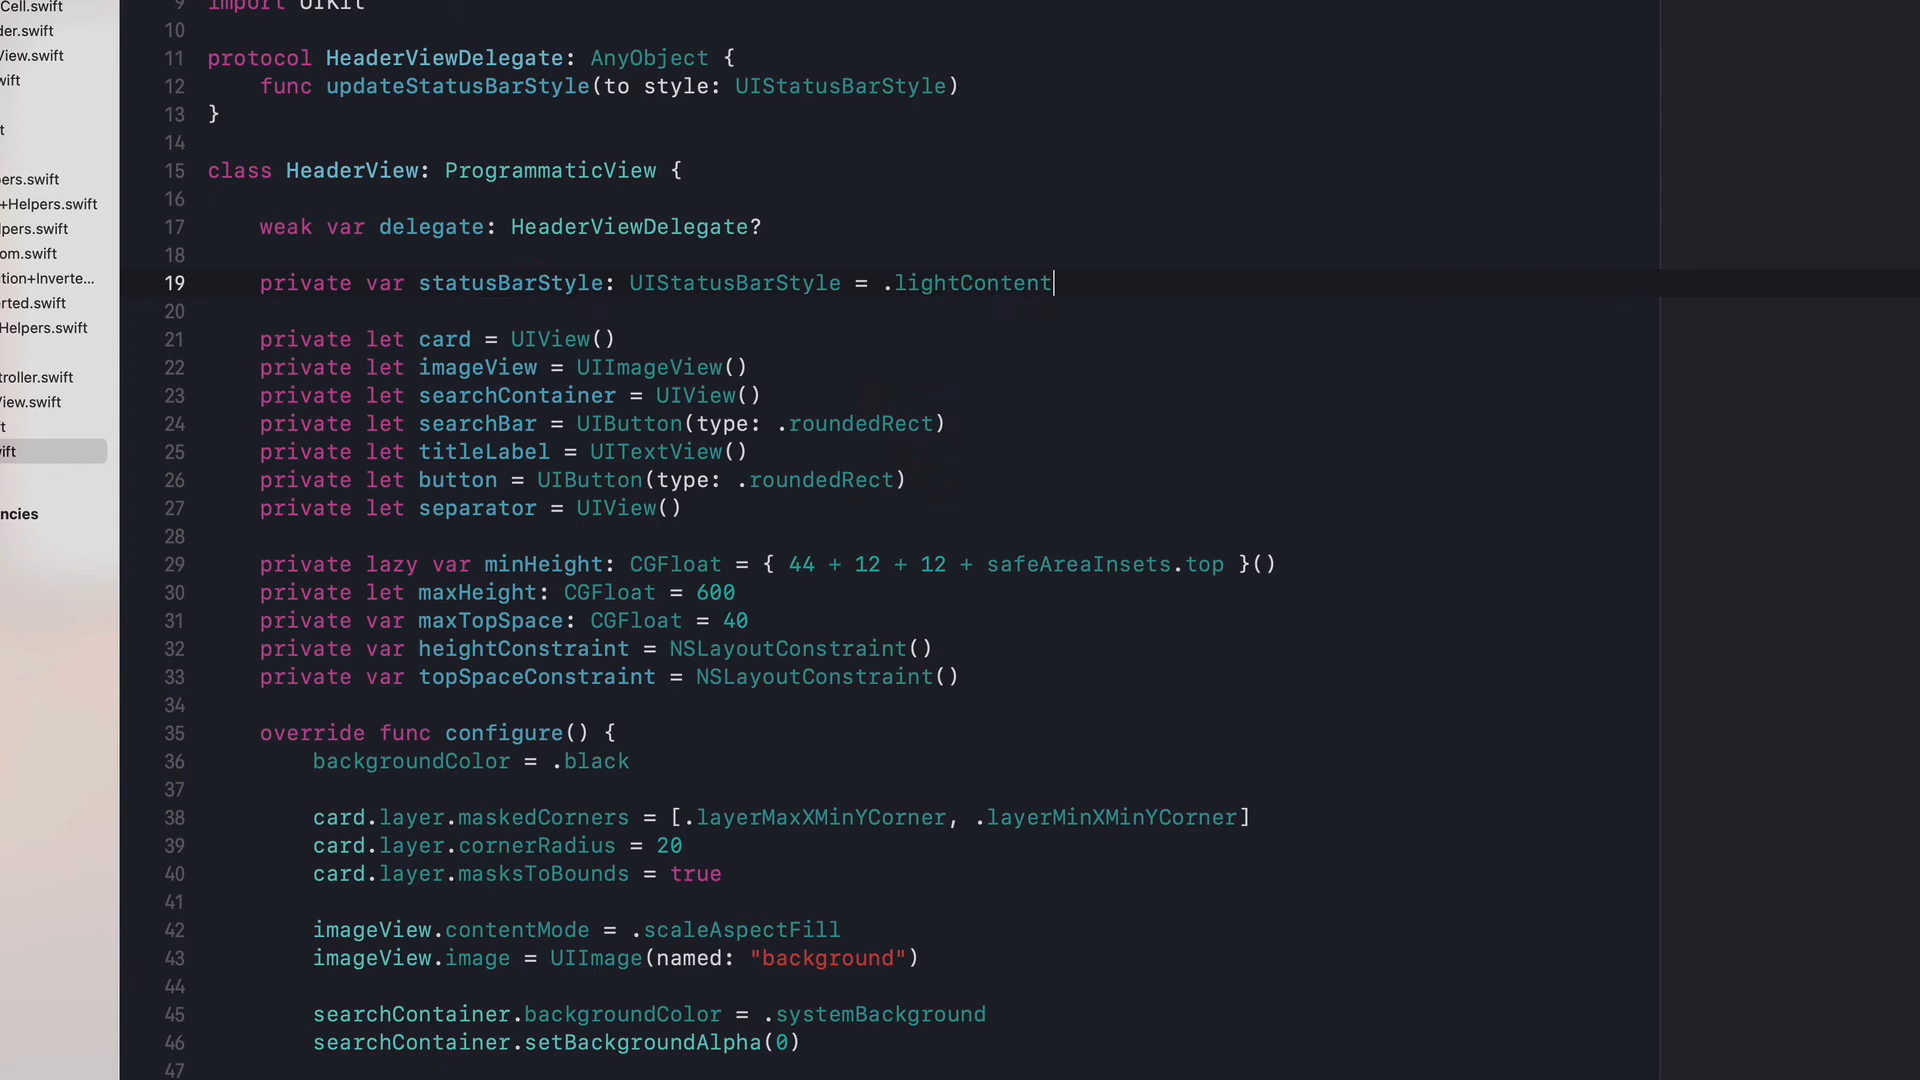 Cell.swift
der.swift
View.swift
wift
t
pers.swift
+Helpers.swift
lpers.swift
om.swift
ction+Inverte...
erted.swift
Helpers.swift
troller.swift
View.swift
ft
wift
ncies
9 import UIKit
10
11 protocol HeaderViewDelegate: AnyObject {
12 func updateStatusBarStyle(to style: UIStatusBarStyle)
13 }
14
15 class HeaderView: ProgrammaticView {
16
17 weak var delegate: HeaderViewDelegate?
18
19 private var statusBarStyle: UIStatusBarStyle = .lightContent
20
21 private let card = UIView()
22 private let imageView = UIImageView()
23 private let searchContainer = UIView()
24 private let searchBar = UIButton(type: .roundedRect)
25 private let titleLabel = UITextView()
26 private let button = UIButton(type: .roundedRect)
27 private let separator = UIView()
28
29 private lazy var minHeight: CGFloat = { 44 + 12 + 12 + safeAreaInsets.top }()
30 private let maxHeight: CGFloat = 600
31 private var maxTopSpace: CGFloat = 40
32 private var heightConstraint = NSLayoutConstraint()
33 private var topSpaceConstraint = NSLayoutConstraint()
34
35 override func configure() {
36 backgroundColor = .black
37
38 card.layer.maskedCorners = [.layerMaxXMinYCorner, .layerMinXMinYCorner]
39 card.layer.cornerRadius = 20
40 card.layer.masksToBounds = true
41
42 imageView.contentMode = .scaleAspectFill
43 imageView.image = UIImage(named: "background")
44
45 searchContainer.backgroundColor = .systemBackground
46 searchContainer.setBackgroundAlpha(0)
47